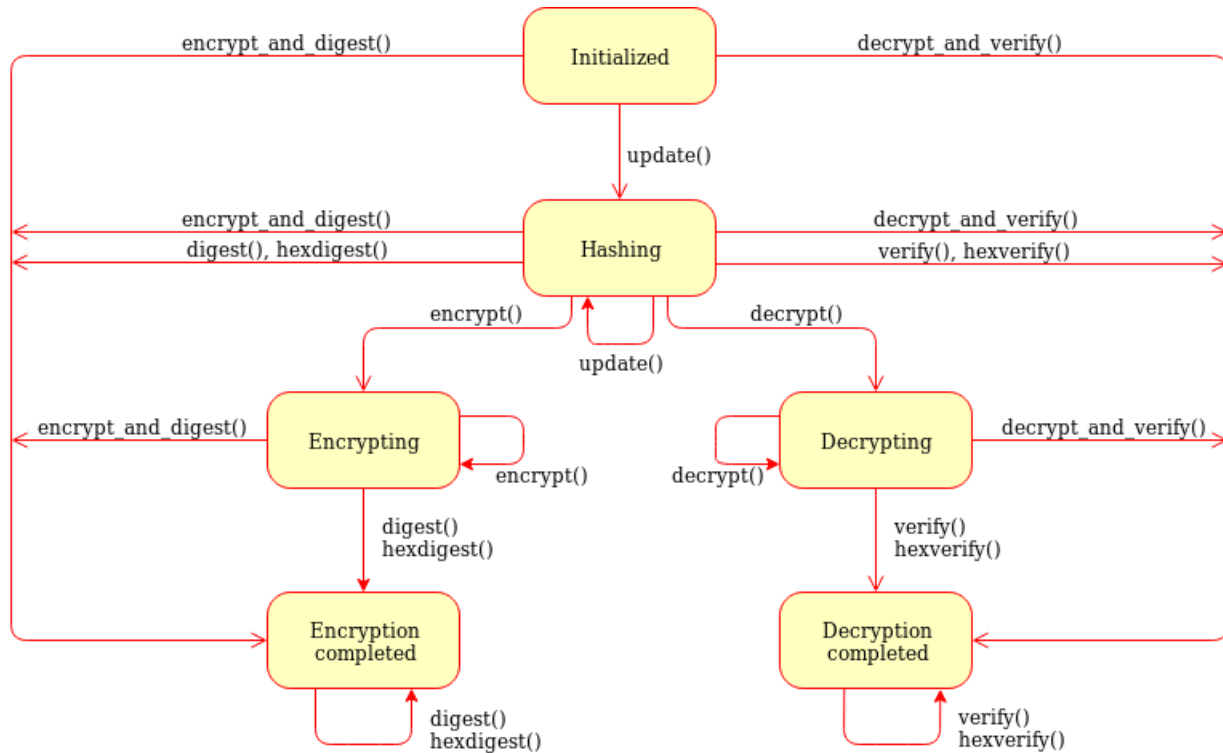 encrypt_and_digest()
Initialized
decrypt_and_verify()
update()
encrypt_and_digest()
decrypt_and_verify()
digest(), hexdigest()
Hashing
verify(), hexverify()
encrypt()
decrypt()
update()
encrypt_and_digest()
Encrypting
encrypt()
decrypt()
Decrypting
decrypt_and_verify()
digest()
hexdigest()
verify()
hexverify()
Encryption
completed
Decryption
completed
digest()
hexdigest()
verify()
hexverify()